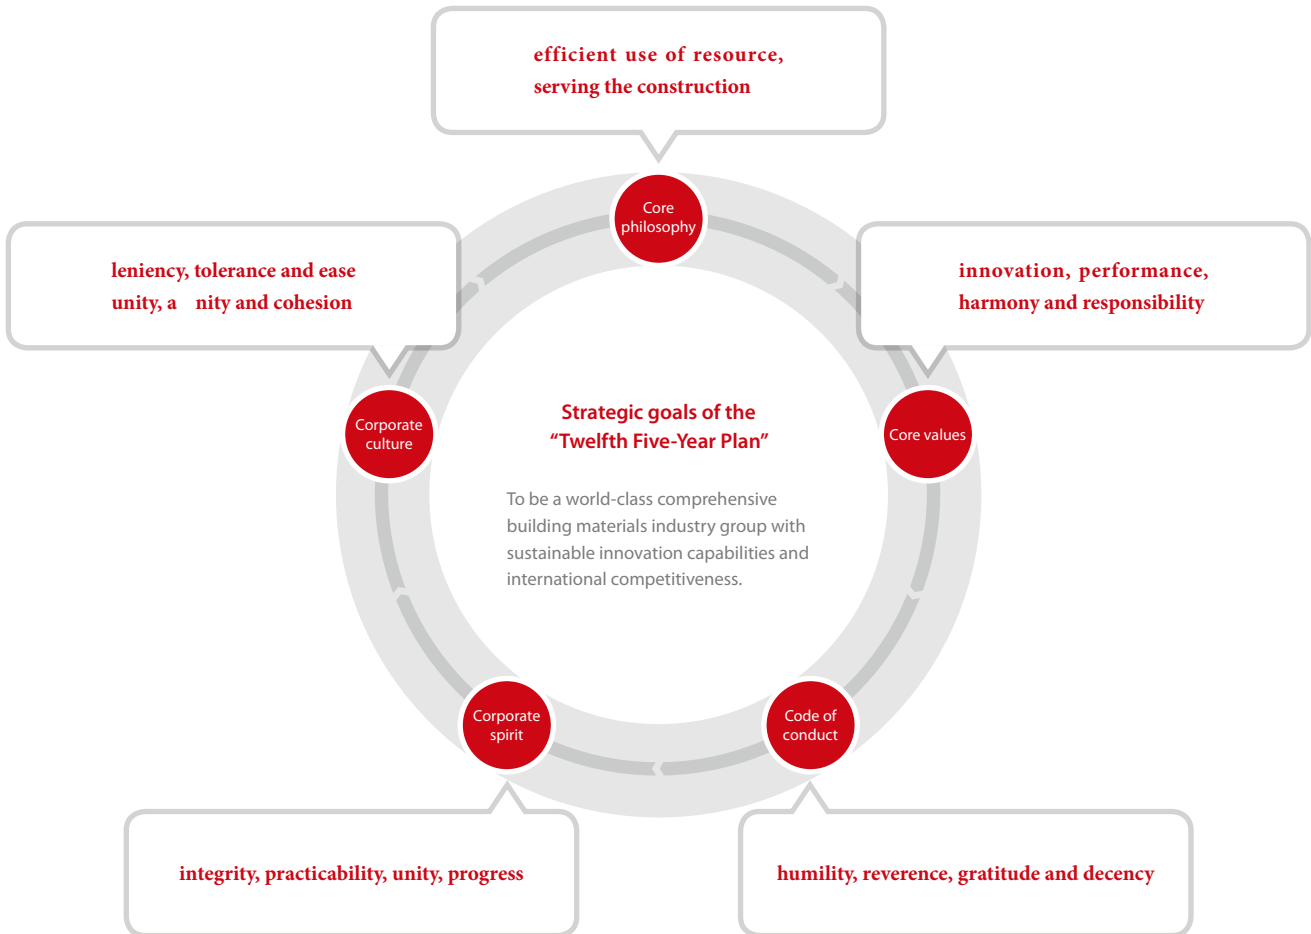 efficient use of resource,
serving the construction
Core
philosophy
leniency, tolerance and ease
unity, a nity and cohesion
innovation, performance,
harmony and responsibility
Corporate
culture
Core values
Strategic goals of the
“Twelfth Five-Year Plan”
To be a world-class comprehensive
building materials industry group with
sustainable innovation capabilities and
international competitiveness.
Corporate
spirit
Code of
conduct
integrity, practicability, unity, progress
humility, reverence, gratitude and decency